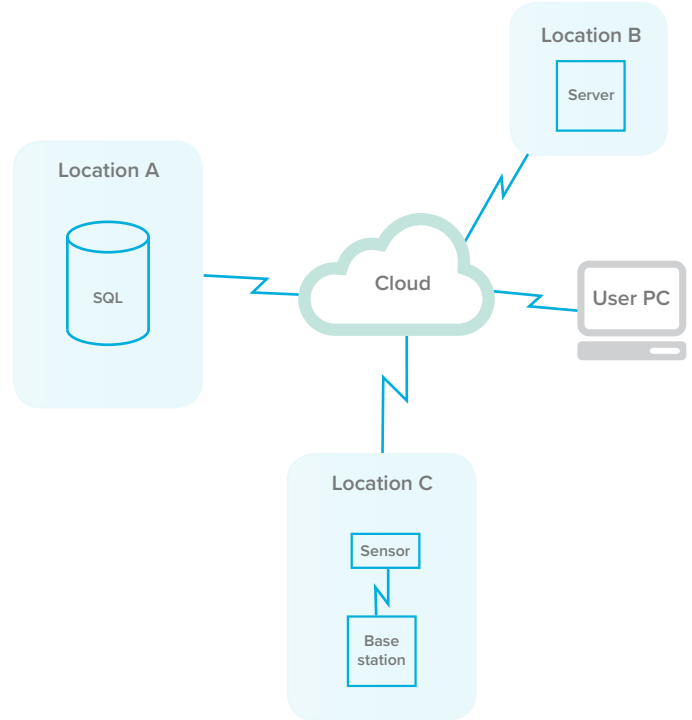 Location B
Server
Location A
SQL
Cloud
User PC
Location C
Sensor
Base
station